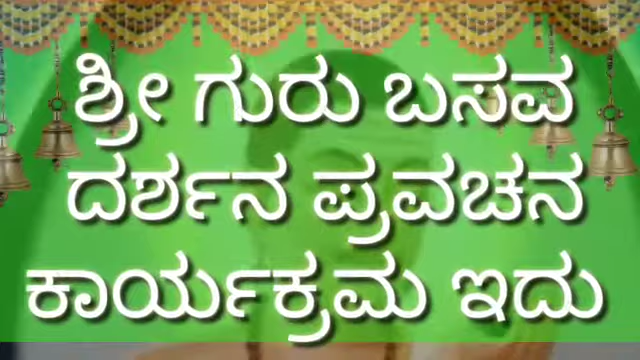 ಶ್ರೀ ಗುರು ಬಸವ
ದರ್ಶನ ಪ್ರವಚನ
ಕಾರ್ಯಕ್ರಮ ಇದು